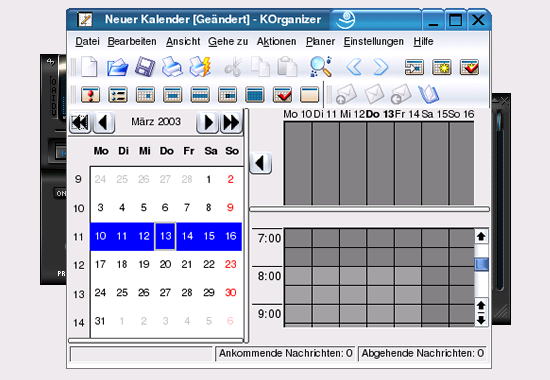 Neuer Kalender [Geändert] - KOrganizer
Datei Bearbeiten Ansicht Gehe zu Aktionen Planer Einstellungen Hilfe
März 2003
Mo 10 Di 11 Mi 12 Do 13 Fr 14 Sa 15 So 16
Mo Di Mi Do Fr Sa So
9 24 25 26 27 28 1 2
10 3 4 5 6 7 8 9
11 10 11 12 13 14 15 16
12 17 18 19 20 21 22 23
13 24 25 26 27 28 29 30
14 31 1 2 3 4 5 6
7:00
8:00
9:00
Ankommende Nachrichten: 0 Abgehende Nachrichten: 0